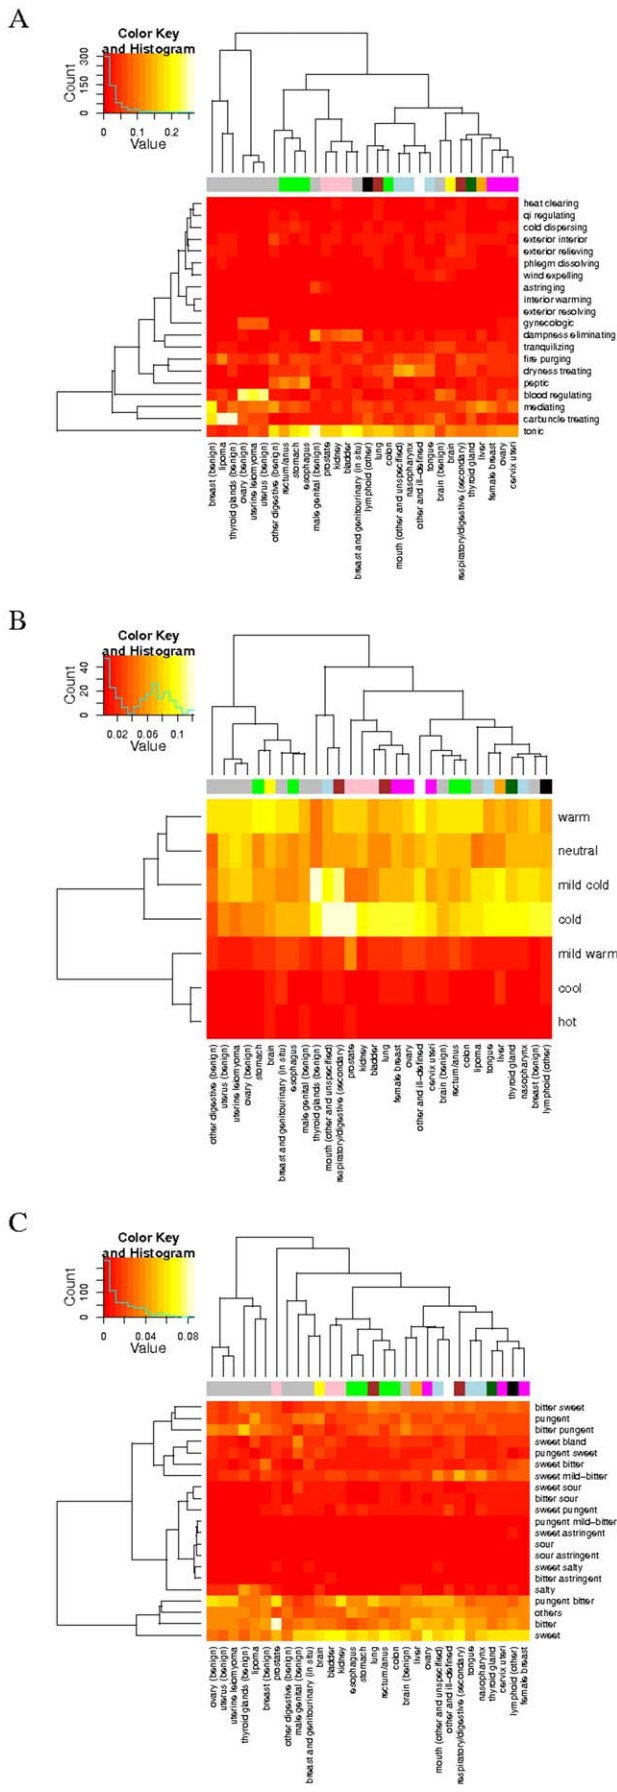 A
Color Key
and Histogram
Count
0 150 300
0 0.1 0.2
Value
heat clearing
qi regulating
cold dispersing
exterior interior
exterior relieving
phlegm dissolving
wind expelling
astringing
interior warming
exterior resolving
gynecologic
dampness eliminating
tranquilizing
fire purging
dryness treating
peptic
blood regulating
mediating
carbuncle treating
tonic
breast (benign)
lipoma
thyroid glands (benign)
ovary (benign)
uterine leiomyoma
uterus (benign)
other digestive (benign)
rectum/anus
stomach
esophagus
male genital (benign)
prostate
kidney
bladder
breast and genitourinary (in situ)
lymphoid (other)
lung
colon
mouth (other and unspecified)
nasopharynx
other and ill-defined
tongue
brain (benign)
brain
respiratory/digestive (secondary)
thyroid gland
liver
female breast
ovary
cervix uteri
B
Color Key
and Histogram
Count
0 20 40
0.02 0.06 0.1
Value
warm
neutral
mild cold
cold
mild warm
cool
hot
other digestive (benign)
uterus (benign)
uterine leiomyoma
ovary (benign)
stomach
brain
breast and genitourinary (in situ)
esophagus
male genital (benign)
thyroid glands (benign)
mouth (other and unspecified)
respiratory/digestive (secondary)
prostate
kidney
bladder
lung
female breast
ovary
other and ill-defined
cervix uteri
brain (benign)
rectum/anus
colon
lipoma
tongue
liver
thyroid gland
nasopharynx
breast (benign)
lymphoid (other)
C
Color Key
and Histogram
Count
0 100
0 0.04 0.08
Value
bitter sweet
pungent
bitter pungent
sweet bland
pungent sweet
sweet bitter
sweet mild-bitter
sweet sour
bitter sour
sweet pungent
pungent mild-bitter
sweet astringent
sour
sour astringent
sweet salty
bitter astringent
salty
pungent bitter
others
bitter
sweet
ovary (benign)
uterus (benign)
uterine leiomyoma
thyroid glands (benign)
lipoma
breast (benign)
prostate
other digestive (benign)
male genital (benign)
breast and genitourinary (in situ)
brain
bladder
kidney
esophagus
stomach
lung
rectum/anus
colon
brain (benign)
liver
ovary
mouth (other and unspecified)
other and ill-defined
respiratory/digestive (secondary)
tongue
nasopharynx
thyroid gland
cervix uteri
lymphoid (other)
female breast